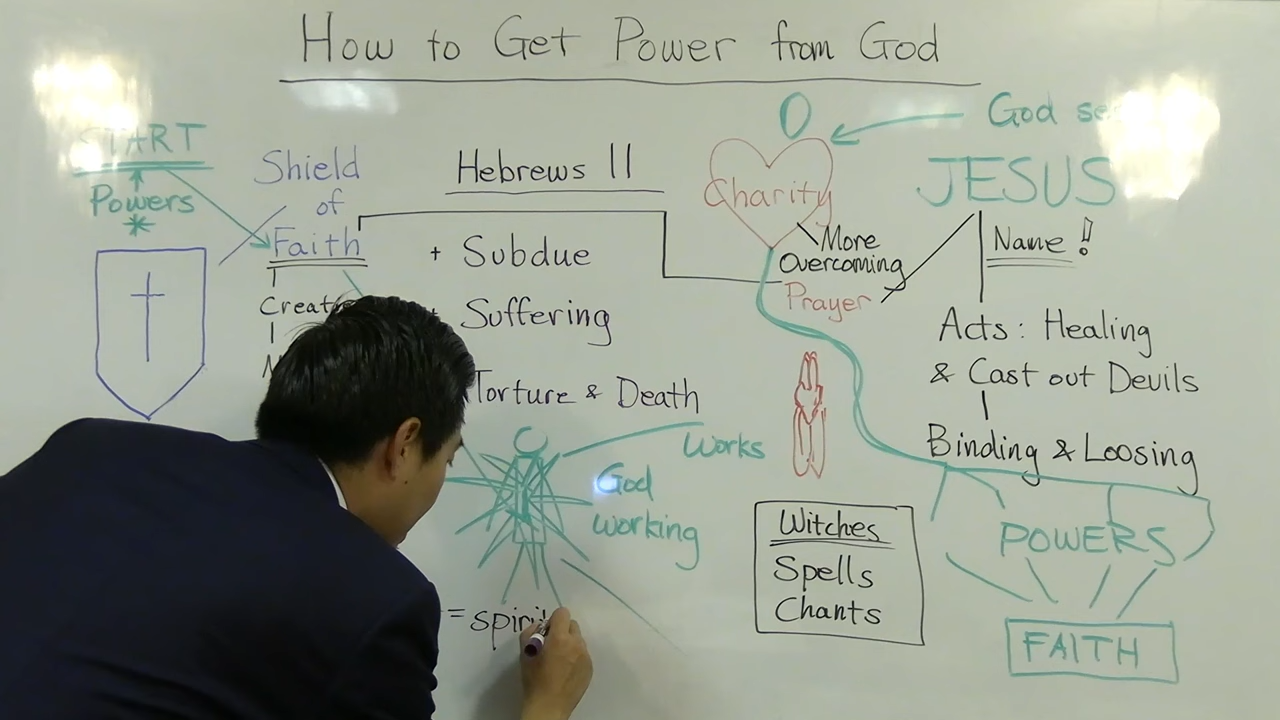 How to Get Power from God
START
Powers
*
Shield
of
Faith
Hebrews 11
+ Subdue
Suffering
Torture & Death
Works
God
working
= spirit
Charity
More
Overcoming
Prayer
God
JESUS
Name!
Acts: Healing
& Cast out Devils
Binding & Loosing
POWERS
FAITH
Witches
Spells
Chants